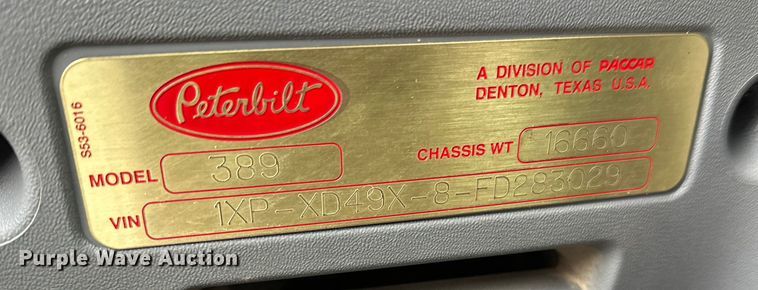 Peterbilt
A DIVISION OF PACCAR
DENTON, TEXAS U.S.A.
S53-6016
MODEL 389
CHASSIS WT 16660
VIN 1XP-XD49X-8-FD283029
Purple Wave Auction